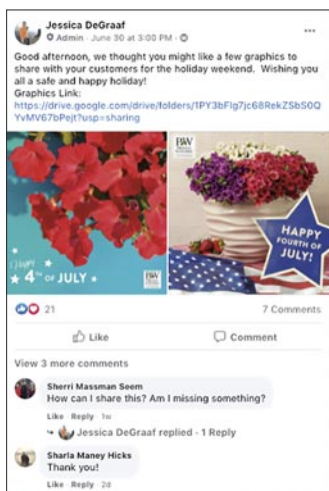 Jessica DeGraaf
Admin · June 30 at 3:00 PM ·
Good afternoon, we thought you might like a few graphics to
share with your customers for the holiday weekend. Wishing you
all a safe and happy holiday!
Graphics Link:
https://drive.google.com/drive/folders/1PY3bFlg7jc68RekZSbS0Q
YvMV67bPejt?usp=sharing
HAPPY
4TH OF JULY
BW
BW
HAPPY
FOURTH OF
JULY!
21
7 Comments
Like
Comment
View 3 more comments
Sherri Massman Seem
How can I share this? Am I missing something?
Like · Reply · 1w
Jessica DeGraaf replied · 1 Reply
Sharla Maney Hicks
Thank you!
Like · Reply · 2d